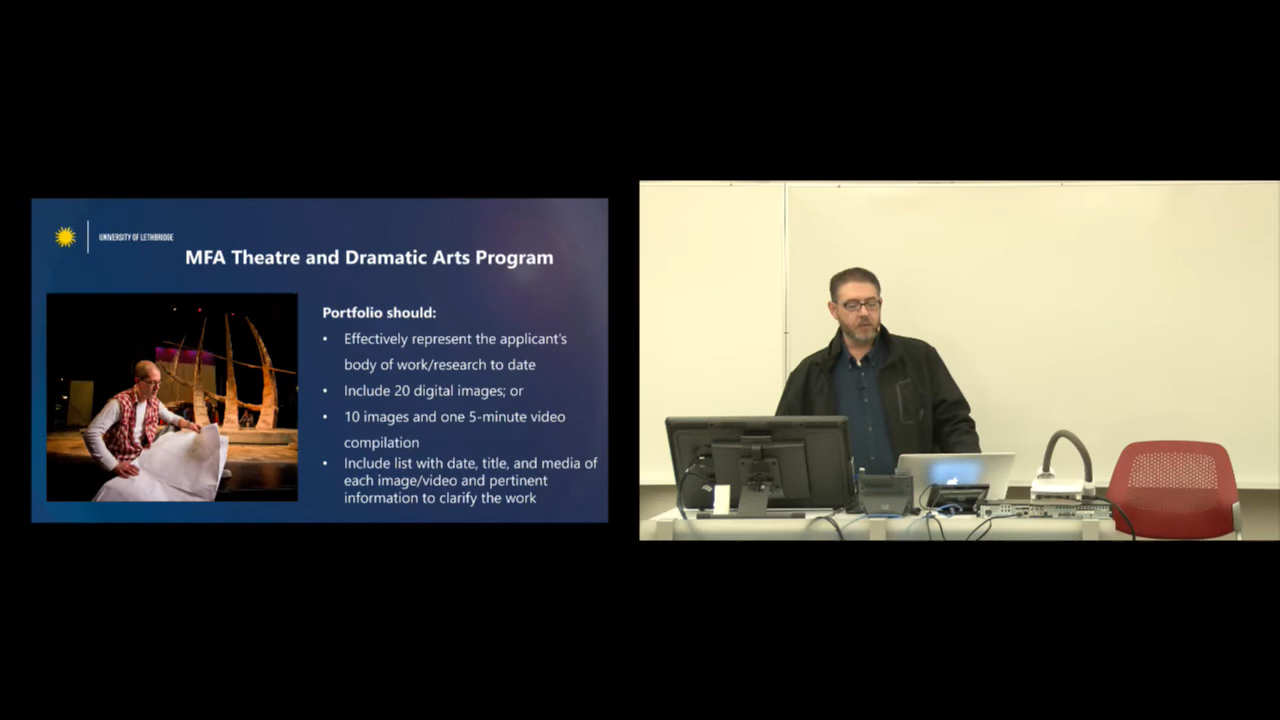 UNIVERSITY OF LETHBRIDGE
MFA Theatre and Dramatic Arts Program
Portfolio should:
• Effectively represent the applicant's
body of work/research to date
• Include 20 digital images; or
• 10 images and one 5-minute video
compilation
• Include list with date, title, and media of
each image/video and pertinent
information to clarify the work